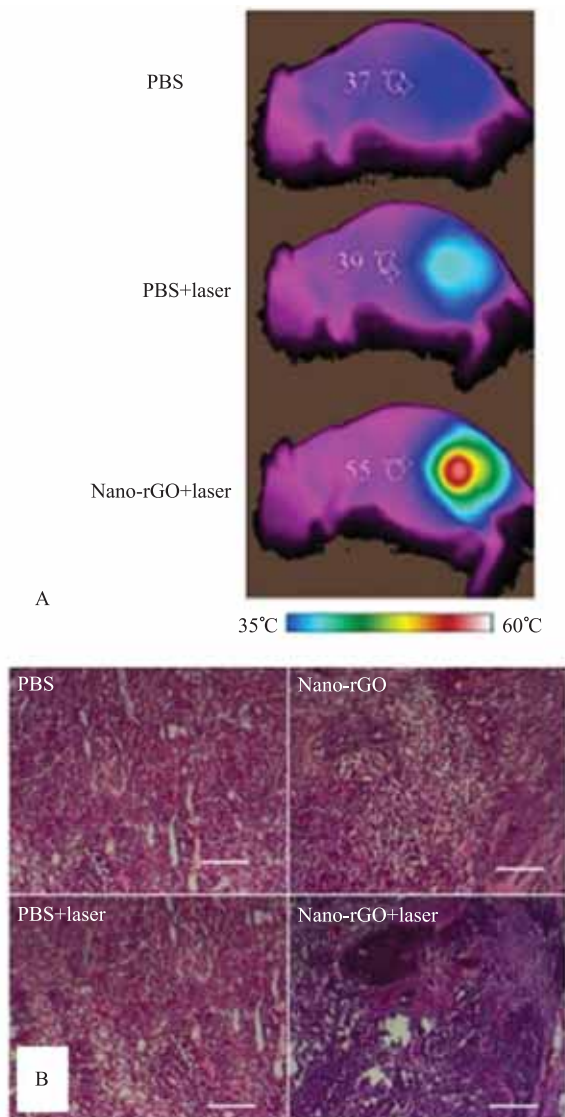 PBS
37 ℃
PBS+laser
39 ℃
Nano-rGO+laser
55 ℃
A
35℃ 60℃
PBS Nano-rGO
PBS+laser Nano-rGO+laser
B